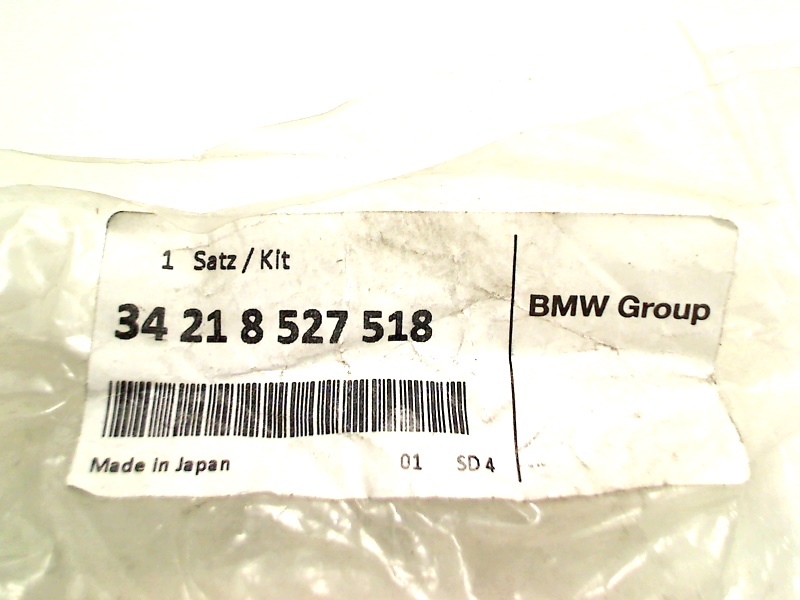 1 Satz / Kit
34 21 8 527 518
BMW Group
Made in Japan 01 SD 4